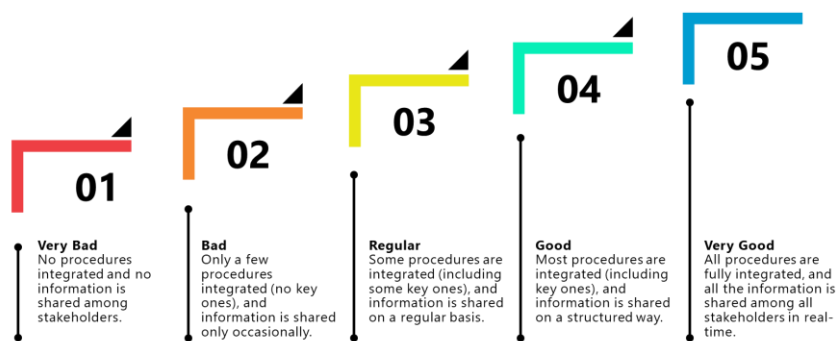 01
Very Bad
No procedures
integrated and no
information is
shared among
stakeholders.
02
Bad
Only a few
procedures
integrated (no key
ones), and
information is shared
only occasionally.
03
Regular
Some procedures are
integrated (including
some key ones), and
information is shared
on a regular basis.
04
Good
Most procedures are
integrated (including
key ones), and
information is shared
on a structured way.
05
Very Good
All procedures are
fully integrated, and
all the information is
shared among all
stakeholders in real-
time.